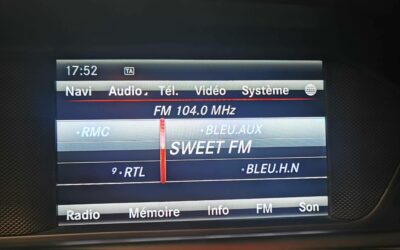 17:52 TA
Navi Audio Tél. Vidéo Système
FM 104.0 MHz
·RMC ·BLEU.AUX
SWEET FM
9·RTL ·BLEU.H.N
Radio Mémoire Info FM Son